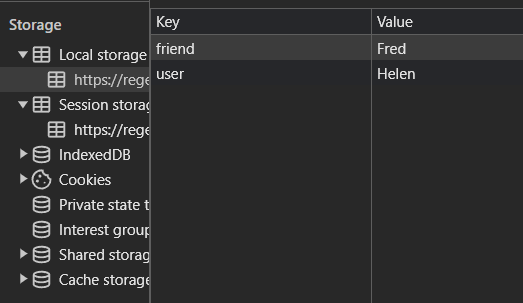 Storage
Local storage
https://rege
Session storag
https://rege
IndexedDB
Cookies
Private state t
Interest group
Shared storag
Cache storage
Key Value
friend Fred
user Helen